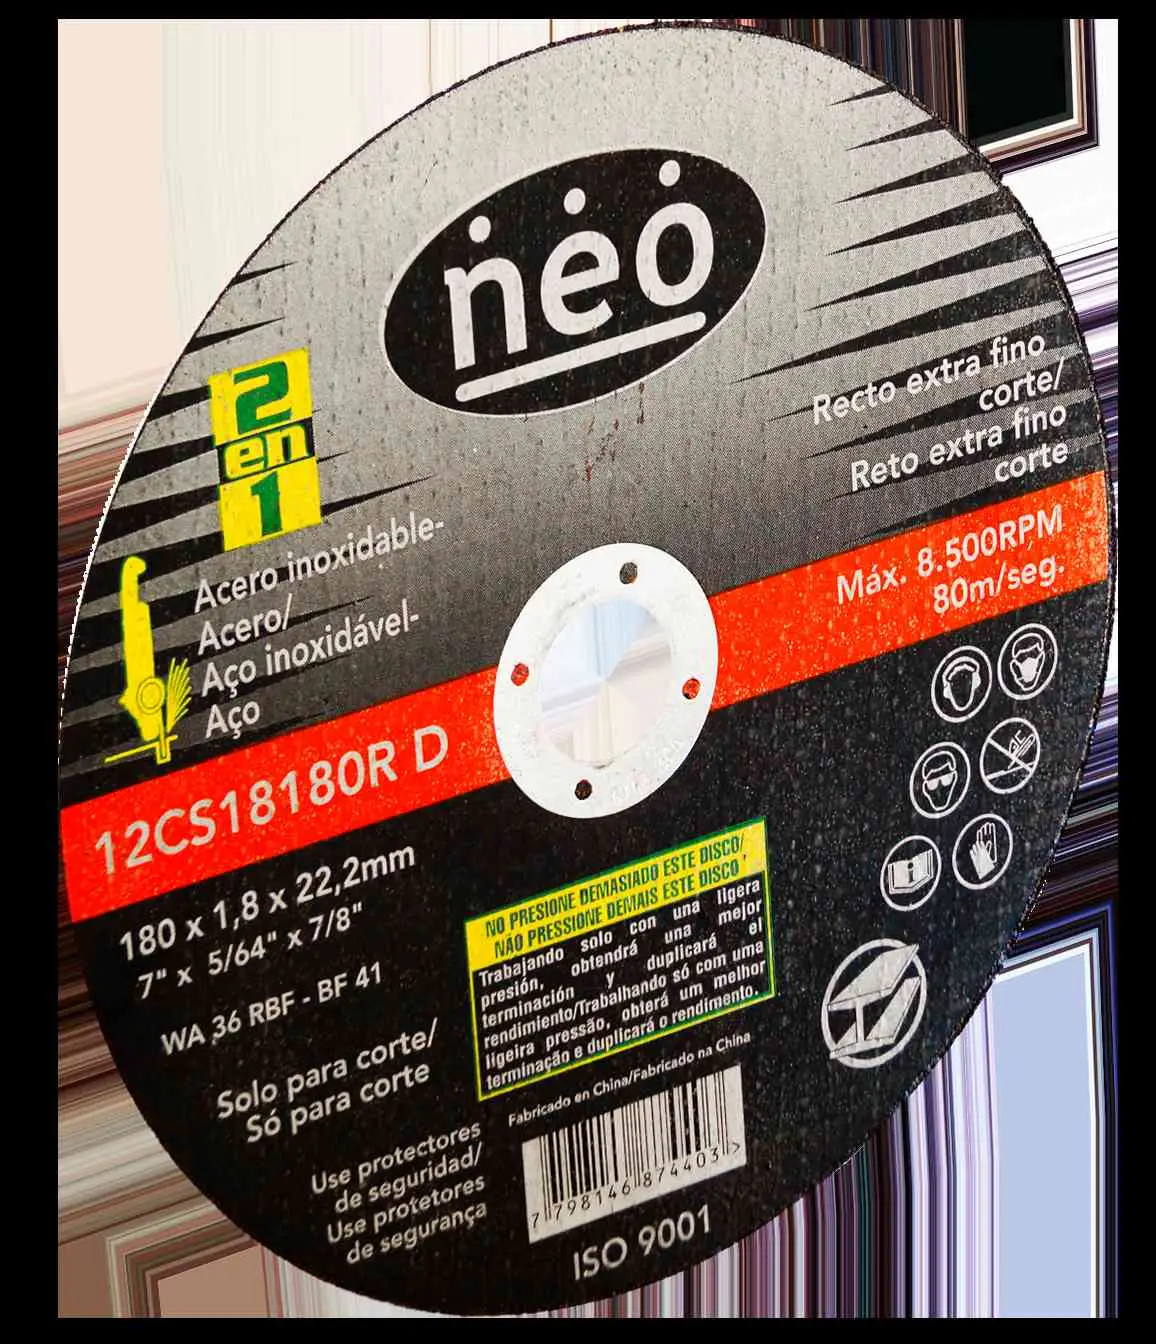 neo
2
en
1
Recto extra fino
corte/
Reto extra fino
corte
Acero inoxidable-
Acero/
Aço inoxidável-
Aço
Máx. 8.500RPM
80m/seg.
12CS18180R D
180 x 1,8 x 22,2mm
7" x 5/64" x 7/8"
WA 36 RBF - BF 41
Solo para corte/
Só para corte
Use protectores
de seguridad/
Use protetores
de segurança
NO PRESIONE DEMASIADO ESTE DISCO/
NÃO PRESSIONE DEMAIS ESTE DISCO
Trabajando solo con una ligera
presión, obtendrá una mejor
terminación y duplicará el
rendimiento/Trabalhando só com uma
ligeira pressão, obterá um melhor
terminação e duplicará o rendimento.
Fabricado en China/Fabricado na China
7 798146 874403 >
ISO 9001